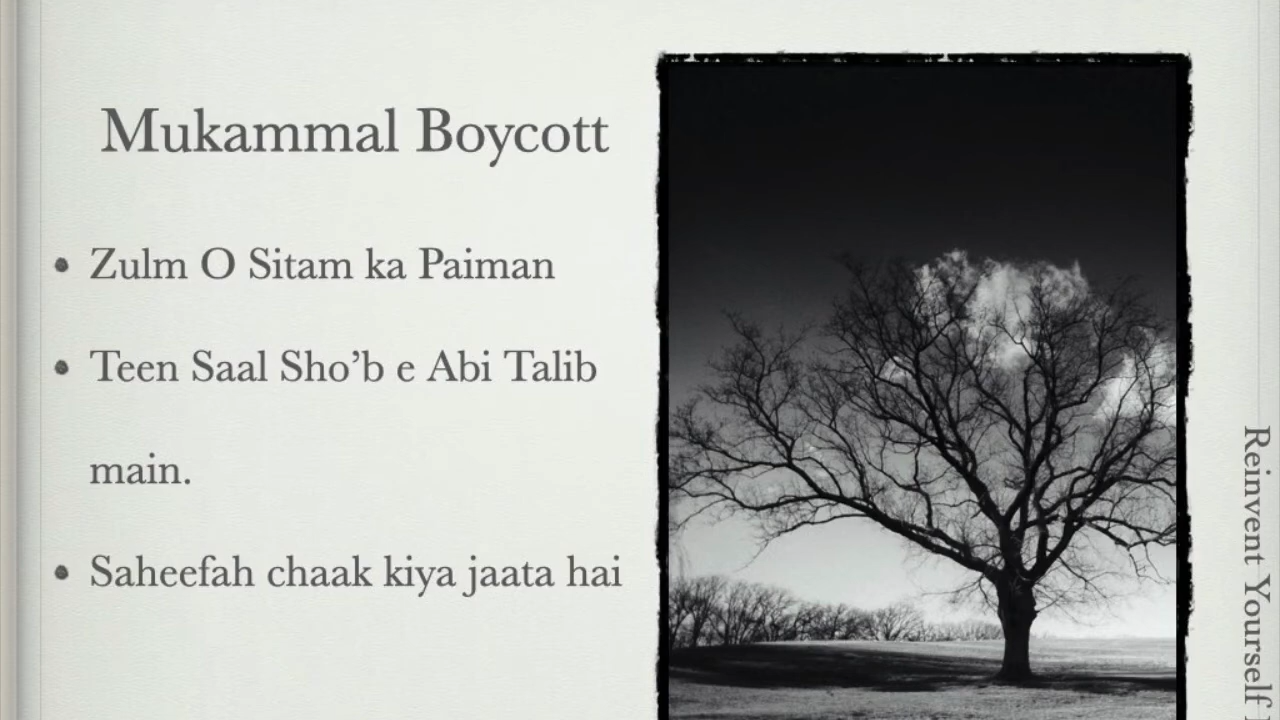 Mukammal Boycott
• Zulm O Sitam ka Paiman
• Teen Saal Sho’b e Abi Talib
main.
• Saheefah chaak kiya jaata hai
Reinvent Yourself